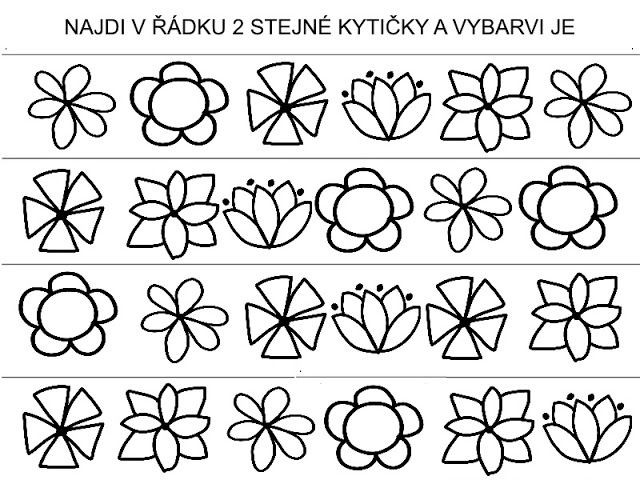 NAJDI V ŘÁDKU 2 STEJNÉ KYTIČKY A VYBARVI JE